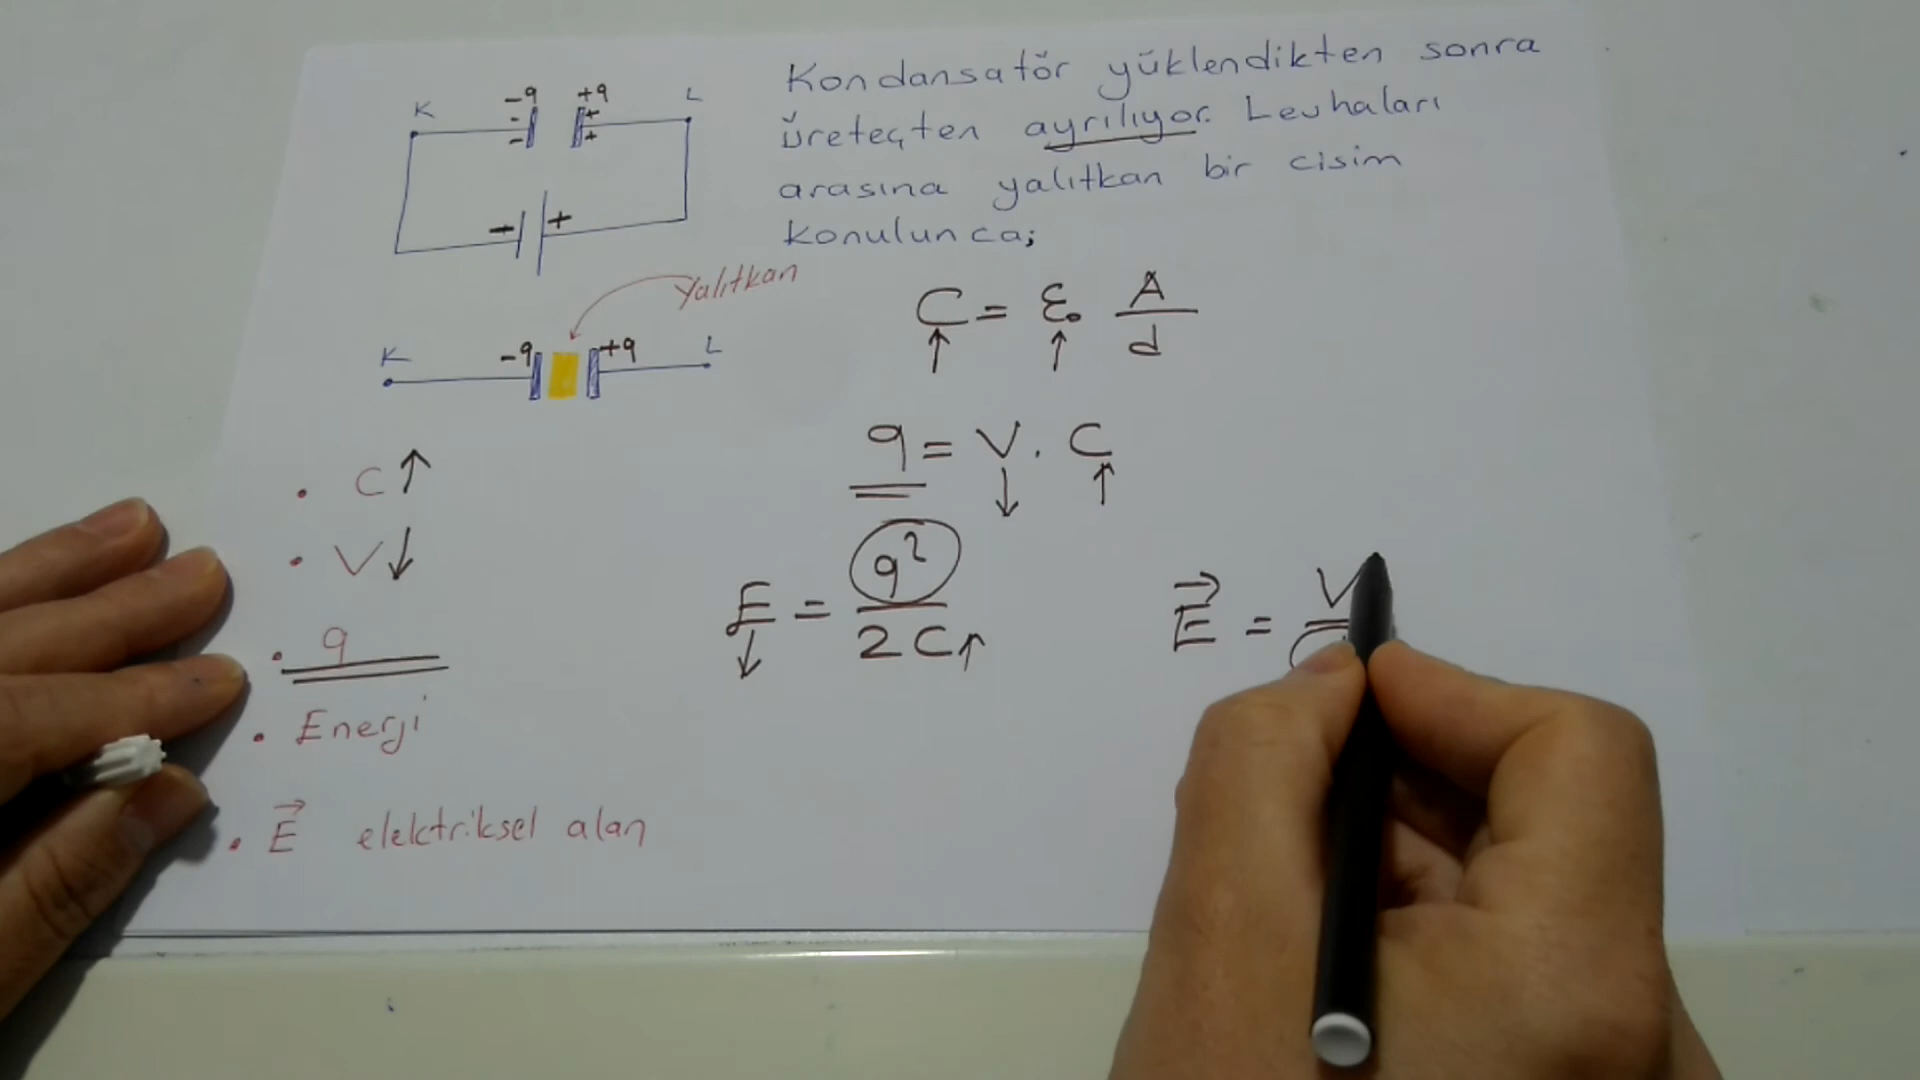 Kondansatör yüklendikten sonra
üreteçten ayrılıyor. Levhaları
arasına yalıtkan bir cisim
konulunca;
K -q +q L
- + +
- +
- +
Yalıtkan
K -q +q L
C = ε₀ A/d
↑ ↑
q = V . C
↓ ↑
E = q²/2C↑
↓
E⃗ = V
• C ↑
• V ↓
• q
• Enerji
• E⃗ elektriksel alan